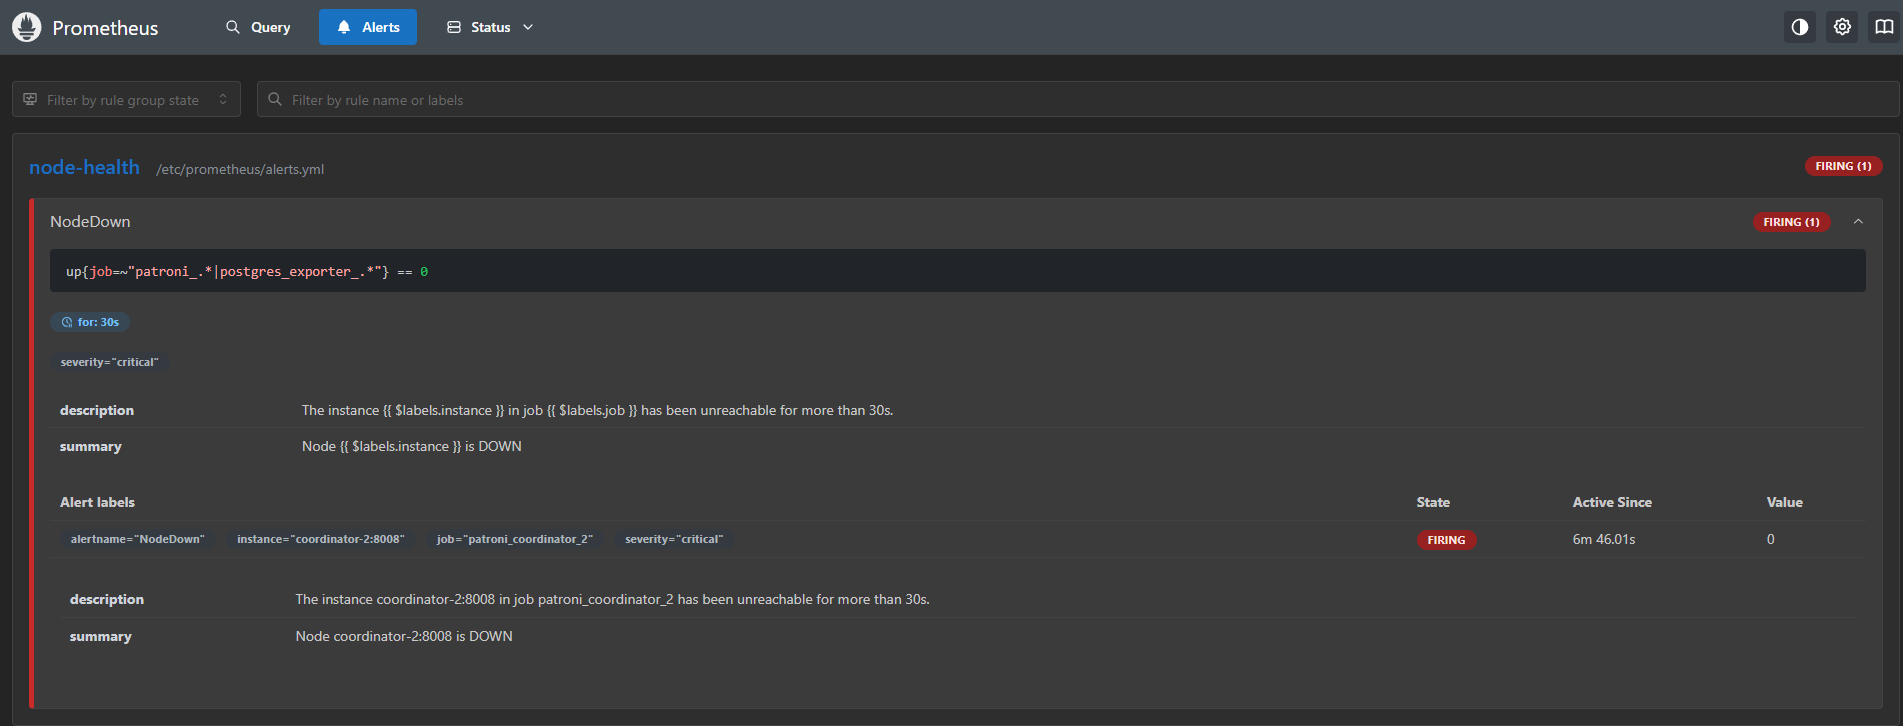 Prometheus Query Alerts Status
Filter by rule group state Filter by rule name or labels
node-health /etc/prometheus/alerts.yml FIRING (1)
NodeDown FIRING (1)
up{job=~"patroni_.*|postgres_exporter_.*"} == 0
for: 30s
severity="critical"
description The instance {{ $labels.instance }} in job {{ $labels.job }} has been unreachable for more than 30s.
summary Node {{ $labels.instance }} is DOWN
Alert labels State Active Since Value
alertname="NodeDown" instance="coordinator-2:8008" job="patroni_coordinator_2" severity="critical" FIRING 6m 46.01s 0
description The instance coordinator-2:8008 in job patroni_coordinator_2 has been unreachable for more than 30s.
summary Node coordinator-2:8008 is DOWN